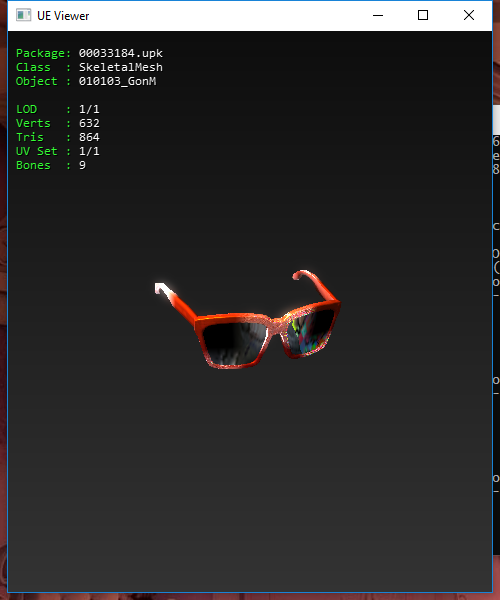 UE Viewer
Package: 00033184.upk
Class : SkeletalMesh
Object : 010103_GonM
LOD : 1/1
Verts : 632
Tris : 864
UV Set : 1/1
Bones : 9